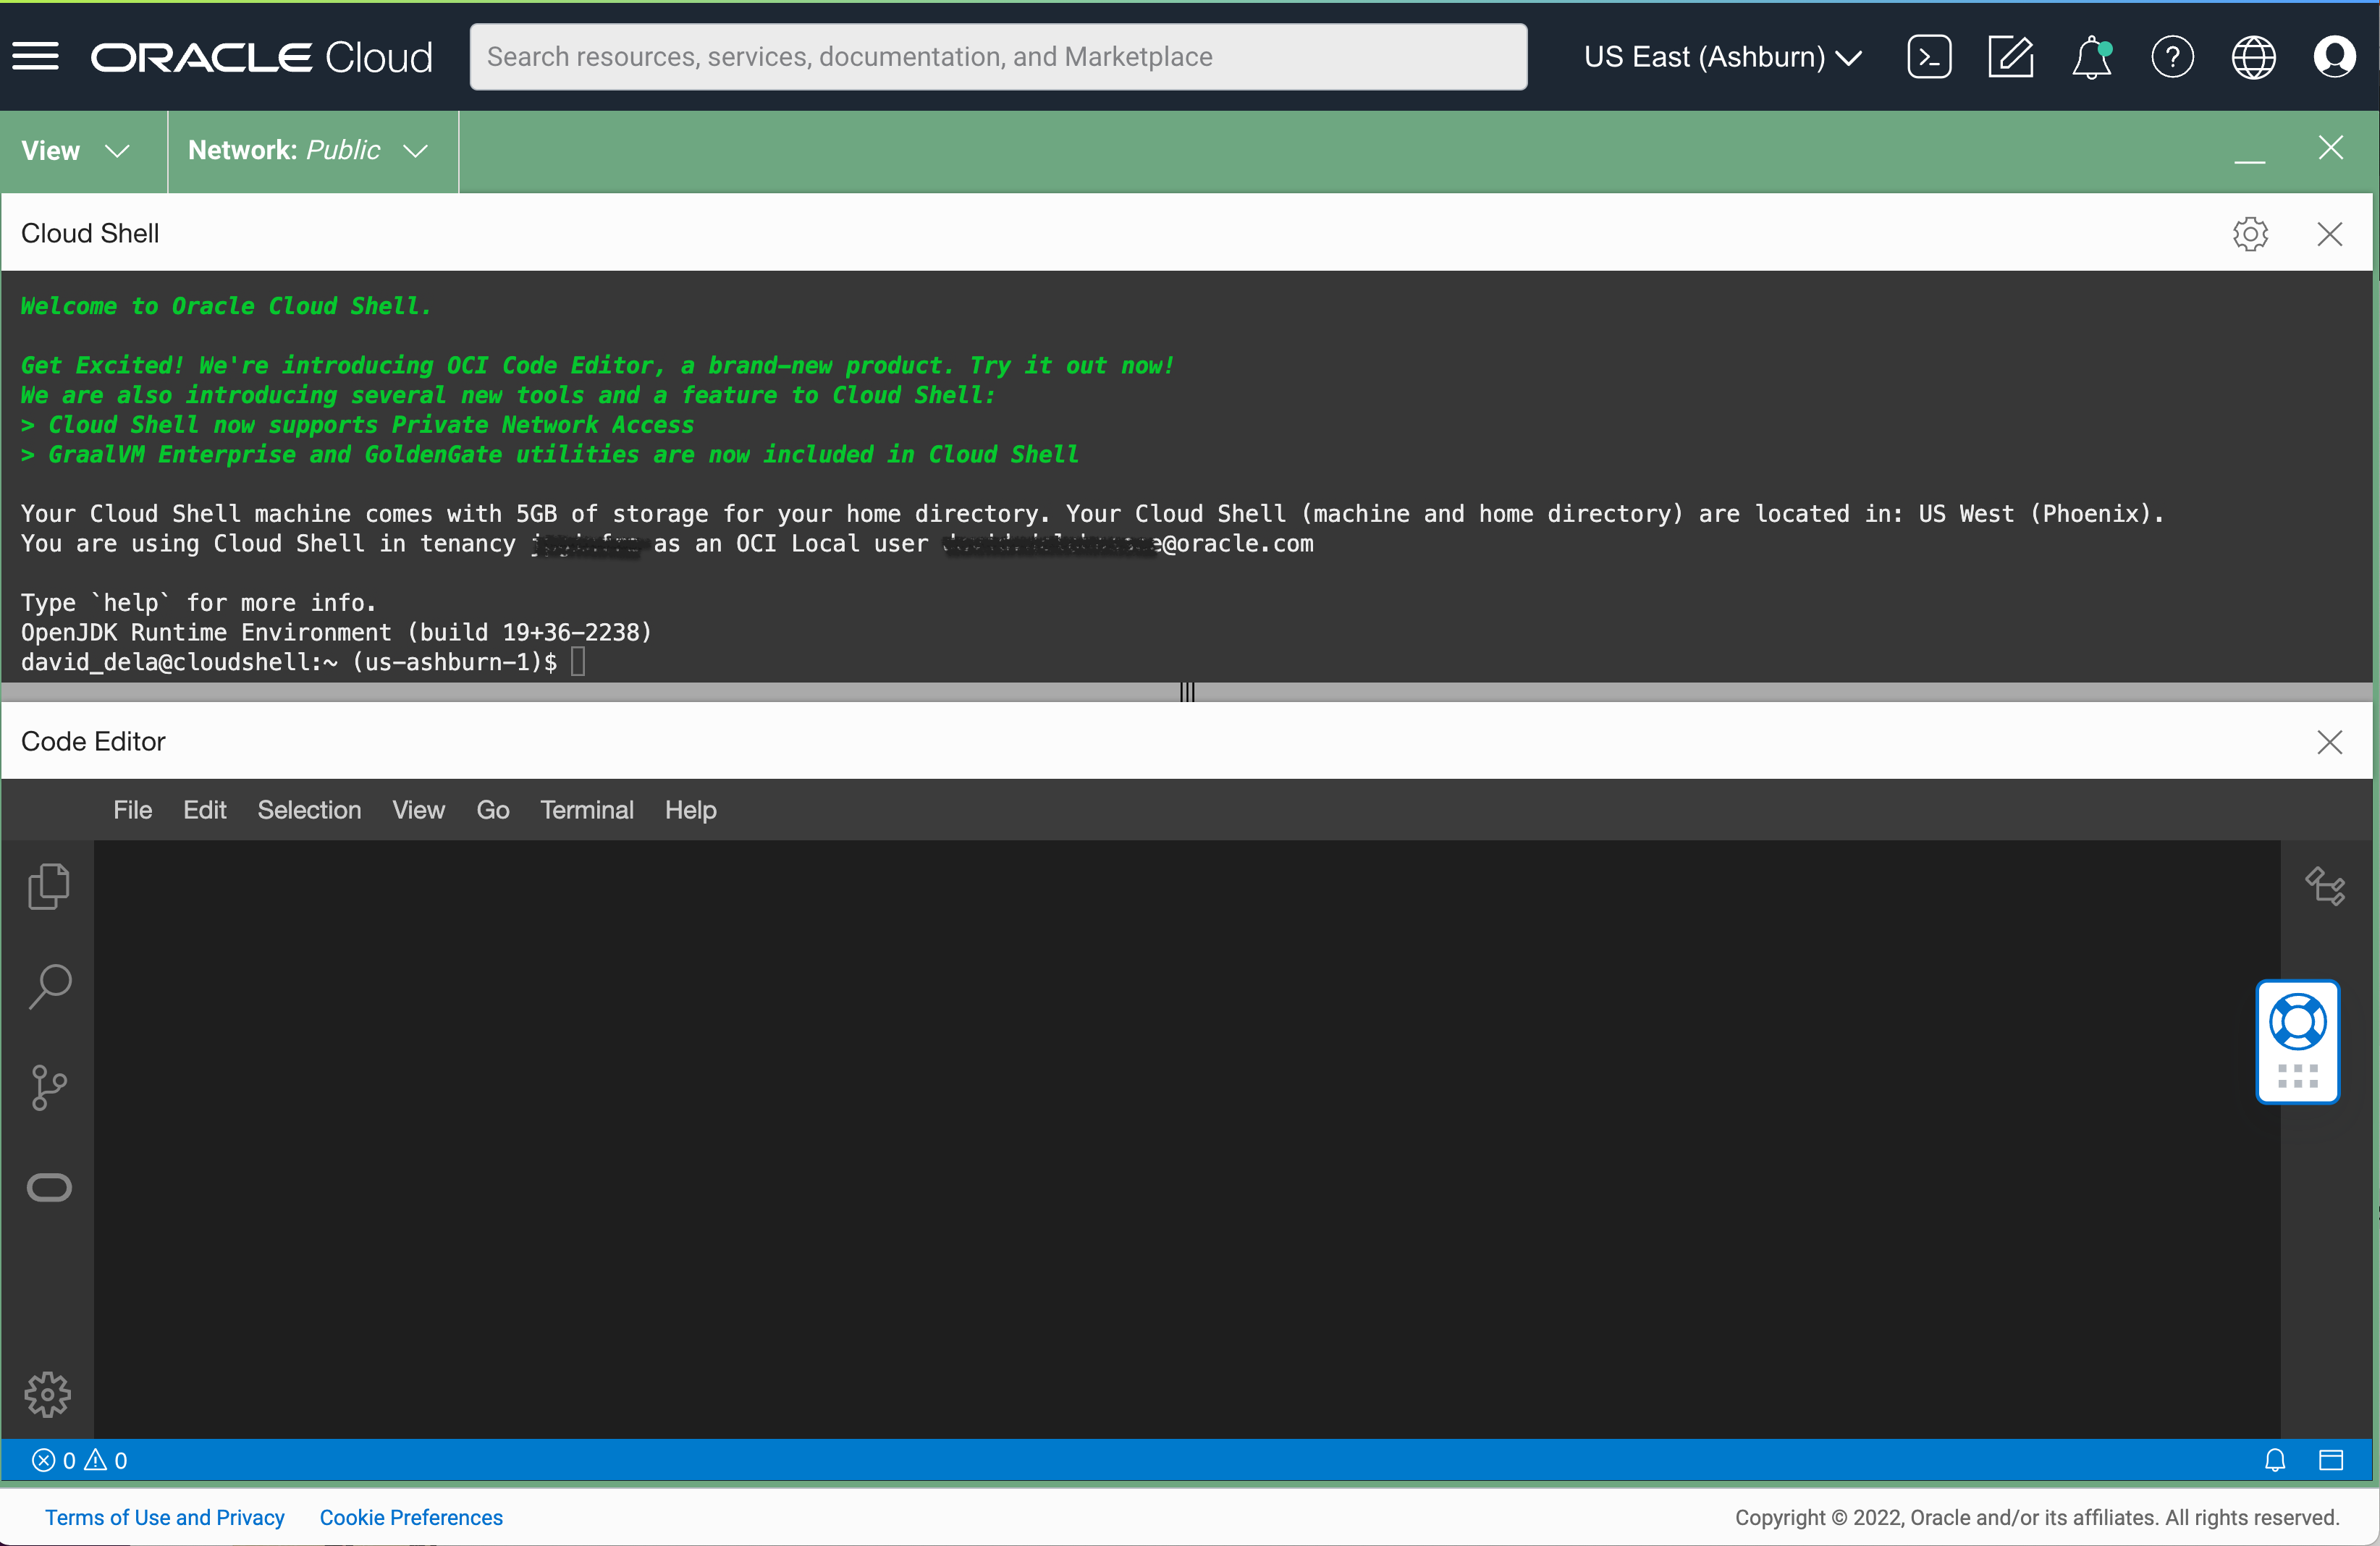 ORACLE Cloud
Search resources, services, documentation, and Marketplace
US East (Ashburn)
View
Network: Public
Cloud Shell
Welcome to Oracle Cloud Shell.
Get Excited! We're introducing OCI Code Editor, a brand-new product. Try it out now!
We are also introducing several new tools and a feature to Cloud Shell:
> Cloud Shell now supports Private Network Access
> GraalVM Enterprise and GoldenGate utilities are now included in Cloud Shell
Your Cloud Shell machine comes with 5GB of storage for your home directory. Your Cloud Shell (machine and home directory) are located in: US West (Phoenix).
You are using Cloud Shell in tenancy as an OCI Local user @oracle.com
Type `help` for more info.
OpenJDK Runtime Environment (build 19+36-2238)
david_dela@cloudshell:~ (us-ashburn-1)$
Code Editor
File Edit Selection View Go Terminal Help
0 0
Terms of Use and Privacy Cookie Preferences
Copyright © 2022, Oracle and/or its affiliates. All rights reserved.